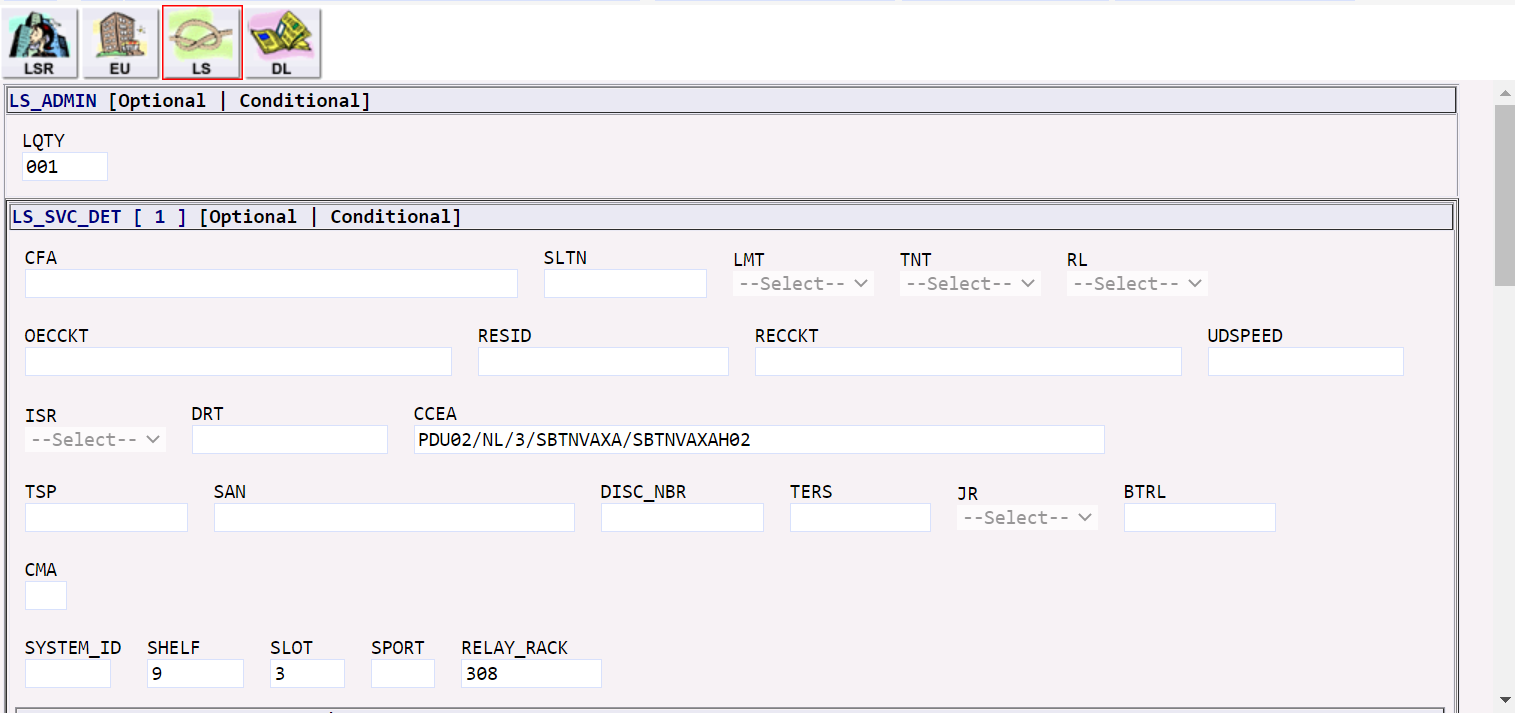 LSR EU LS DL
LS_ADMIN [Optional | Conditional]
LQTY
001
LS_SVC_DET [ 1 ] [Optional | Conditional]
CFA SLTN LMT TNT RL
--Select-- --Select-- --Select--
OECCKT RESID RECCKT UDSPEED
ISR DRT CCEA
--Select-- PDU02/NL/3/SBTNVAXA/SBTNVAXAH02
TSP SAN DISC_NBR TERS JR BTRL
--Select--
CMA
SYSTEM_ID SHELF SLOT SPORT RELAY_RACK
9 3 308